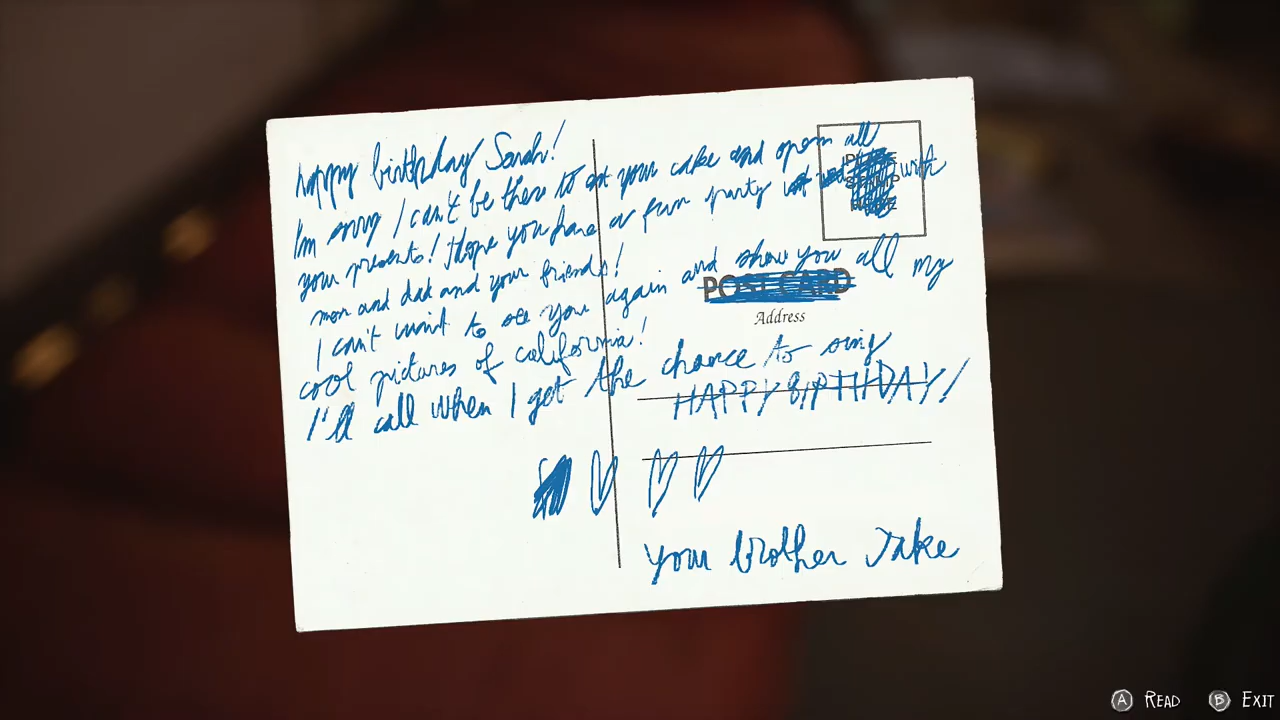 happy birthday Sarah!
I'm sorry I can't be there to eat your cake and open all
your presents! I hope you have a fun party with
mom and dad and your friends!
I can't wait to see you again and show you all my
cool pictures of california!
I'll call when I get the chance to sing
HAPPY BIRTHDAY!
your brother Jake
POST CARD
Address
A READ B EXIT